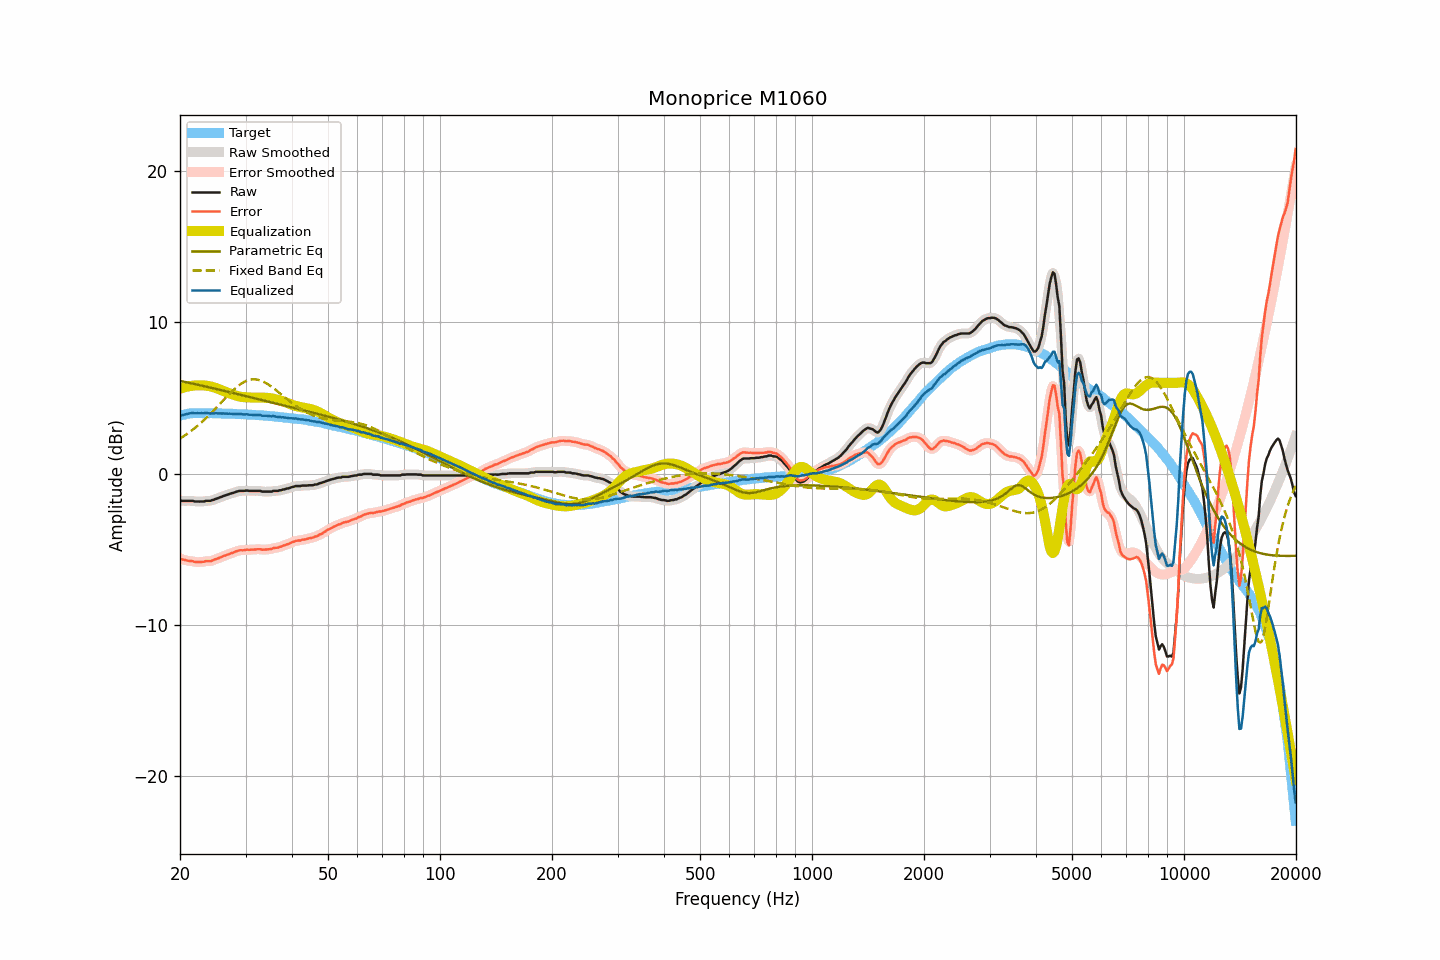 Monoprice M1060
Target
Raw Smoothed
Error Smoothed
Raw
Error
Equalization
Parametric Eq
Fixed Band Eq
Equalized
20
10
0
−10
−20
Amplitude (dBr)
20 50 100 200 500 1000 2000 5000 10000 20000
Frequency (Hz)